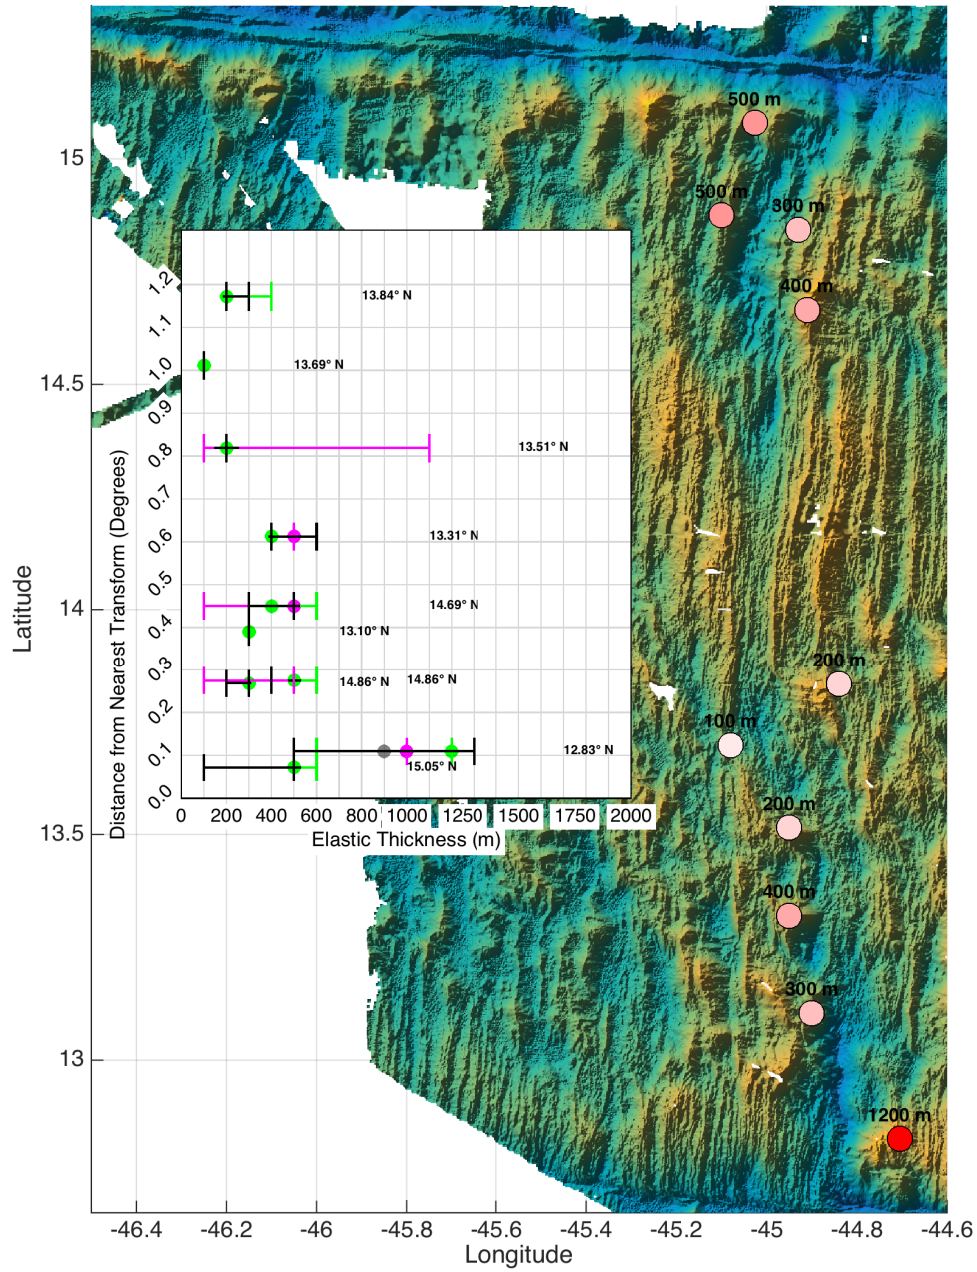 500 m
15
500 m
300 m
400 m
1.2
13.84° N
1.1
1.0
13.69° N
14.5
0.9
0.8
13.51° N
0.7
0.6
13.31° N
0.5
14.69° N
0.4
13.10° N
14
0.3
14.86° N
14.86° N
0.2
200 m
0.1
12.83° N
15.05° N
100 m
0.0
Distance from Nearest Transform (Degrees)
0 200 400 600 800 1000 1250 1500 1750 2000
Elastic Thickness (m)
200 m
13.5
400 m
300 m
13
1200 m
Latitude
-46.4 -46.2 -46 -45.8 -45.6 -45.4 -45.2 -45 -44.8 -44.6
Longitude